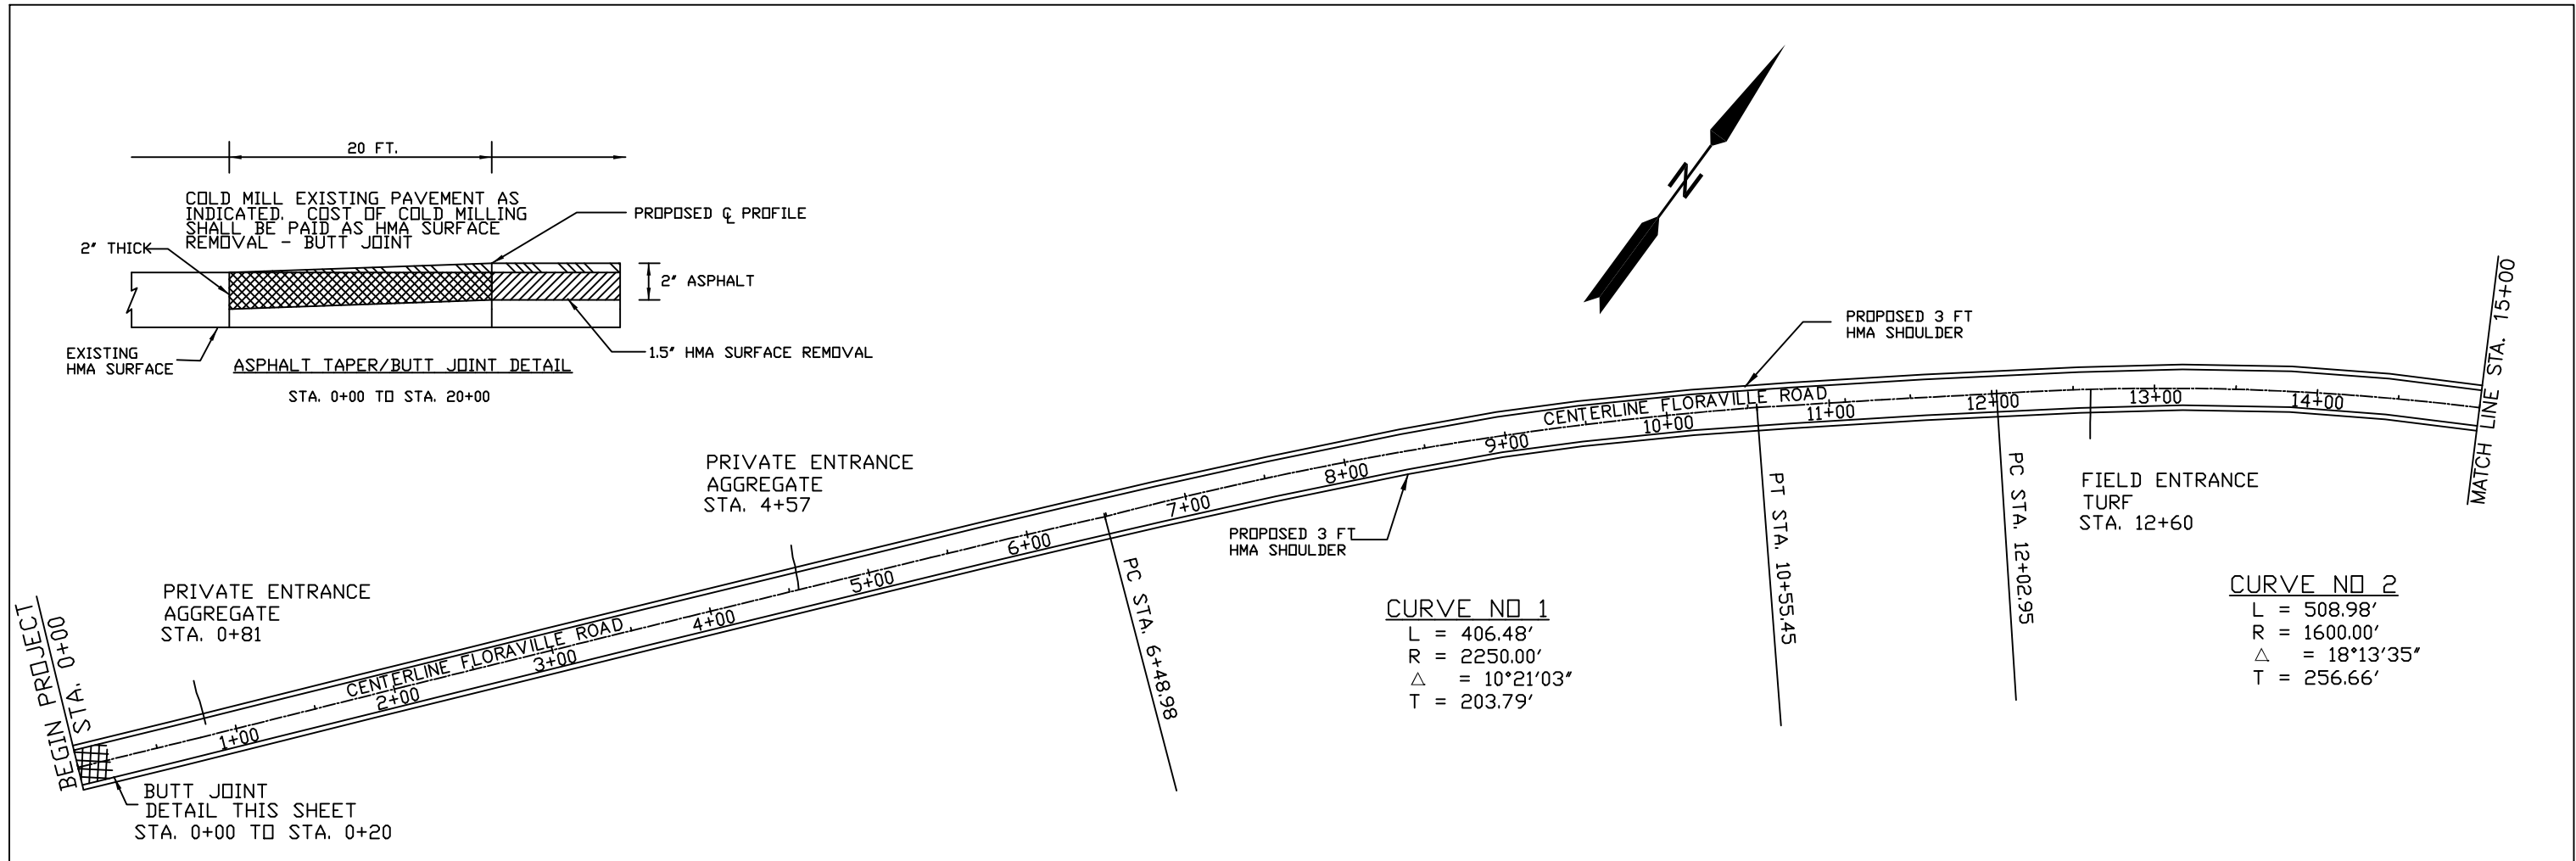 20 FT.
COLD MILL EXISTING PAVEMENT AS
INDICATED. COST OF COLD MILLING
SHALL BE PAID AS HMA SURFACE
REMOVAL - BUTT JOINT
PROPOSED ℄ PROFILE
2" THICK
2" ASPHALT
EXISTING
HMA SURFACE
1.5" HMA SURFACE REMOVAL
ASPHALT TAPER/BUTT JOINT DETAIL
STA. 0+00 TO STA. 20+00
N
PROPOSED 3 FT
HMA SHOULDER
MATCH LINE STA. 15+00
BEGIN PROJECT
STA. 0+00
PRIVATE ENTRANCE
AGGREGATE
STA. 0+81
PRIVATE ENTRANCE
AGGREGATE
STA. 4+57
CENTERLINE FLORAVILLE ROAD
CENTERLINE FLORAVILLE ROAD
1+00
2+00
3+00
4+00
5+00
6+00
7+00
8+00
9+00
10+00
11+00
12+00
13+00
14+00
BUTT JOINT
DETAIL THIS SHEET
STA. 0+00 TO STA. 0+20
PC STA. 6+48.98
PROPOSED 3 FT
HMA SHOULDER
PT STA. 10+55.45
PC STA. 12+02.95
FIELD ENTRANCE
TURF
STA. 12+60
CURVE NO 1
L = 406.48'
R = 2250.00'
△ = 10°21'03"
T = 203.79'
CURVE NO 2
L = 508.98'
R = 1600.00'
△ = 18°13'35"
T = 256.66'